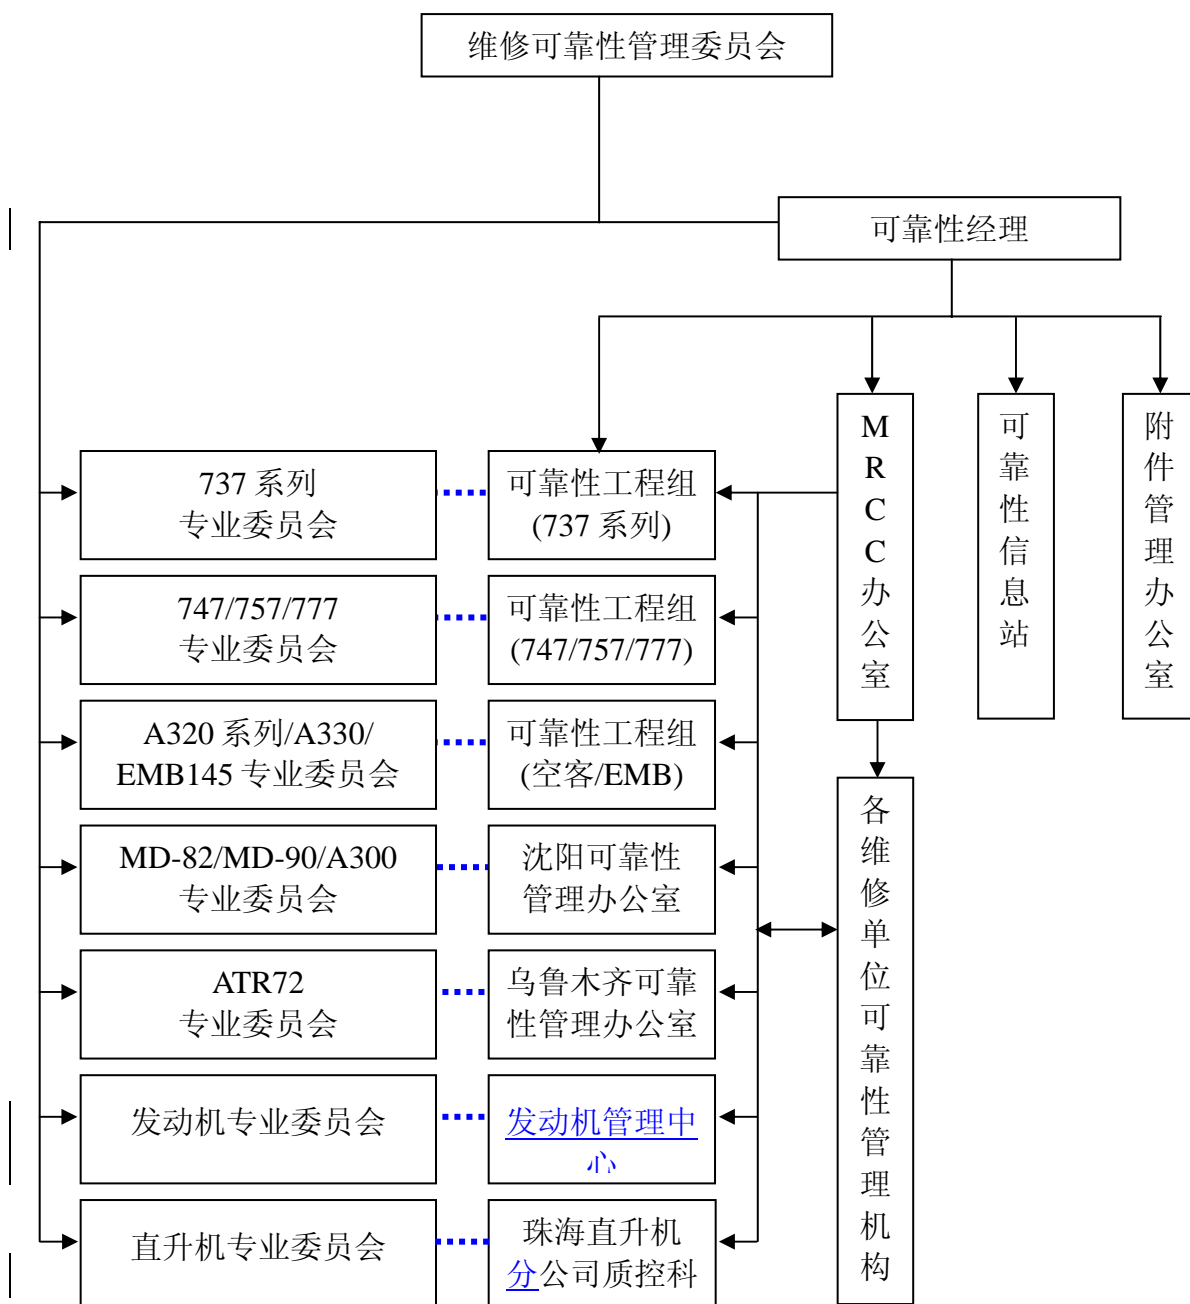 维修可靠性管理委员会
可靠性经理
MRCC办公室
可靠性信息站
附件管理办公室
737 系列
专业委员会
可靠性工程组
(737 系列)
747/757/777
专业委员会
可靠性工程组
(747/757/777)
A320 系列/A330/
EMB145 专业委员会
可靠性工程组
(空客/EMB)
各维修单位可靠性管理机构
MD-82/MD-90/A300
专业委员会
沈阳可靠性
管理办公室
ATR72
专业委员会
乌鲁木齐可靠
性管理办公室
发动机专业委员会
发动机管理中
心
直升机专业委员会
珠海直升机
分公司质控科